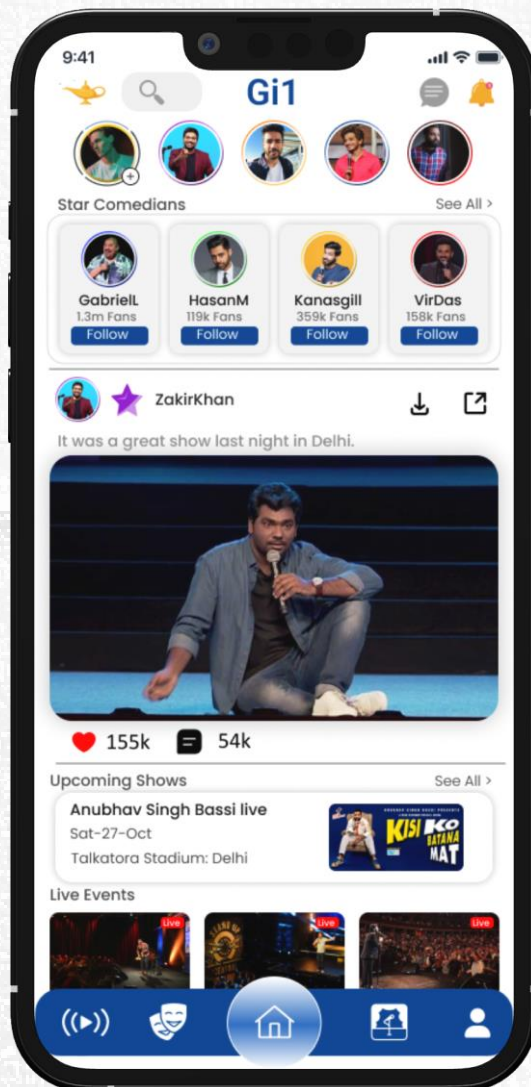 9:41
Gi1
Star Comedians
See All >
GabrielL
1.3m Fans
Follow
HasanM
119k Fans
Follow
Kanasgill
359k Fans
Follow
VirDas
158k Fans
Follow
ZakirKhan
It was a great show last night in Delhi.
155k
54k
Upcoming Shows
See All >
Anubhav Singh Bassi live
Sat-27-Oct
Talkatora Stadium: Delhi
KISI KO
BATANA
MAT
Live Events
Live
Live
Live